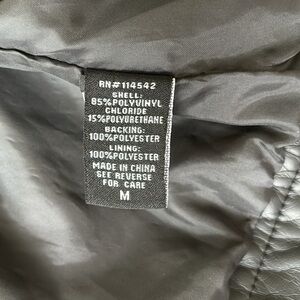 RN#114542
SHELL:
85%POLYVINYL
CHLORIDE
15%POLYURETHANE
BACKING:
100%POLYESTER
LINING:
100%POLYESTER
MADE IN CHINA
SEE REVERSE
FOR CARE
M